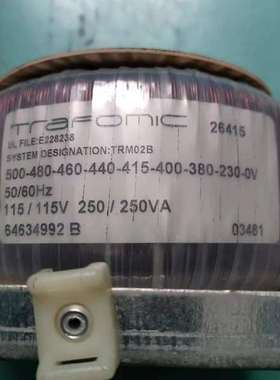 Trafomic 26415
UL FILE:E228238
SYSTEM DESIGNATION:TRM02B
500-480-460-440-415-400-380-230-0V
50/60Hz
115/115V 250/250VA
64634992 B 03481